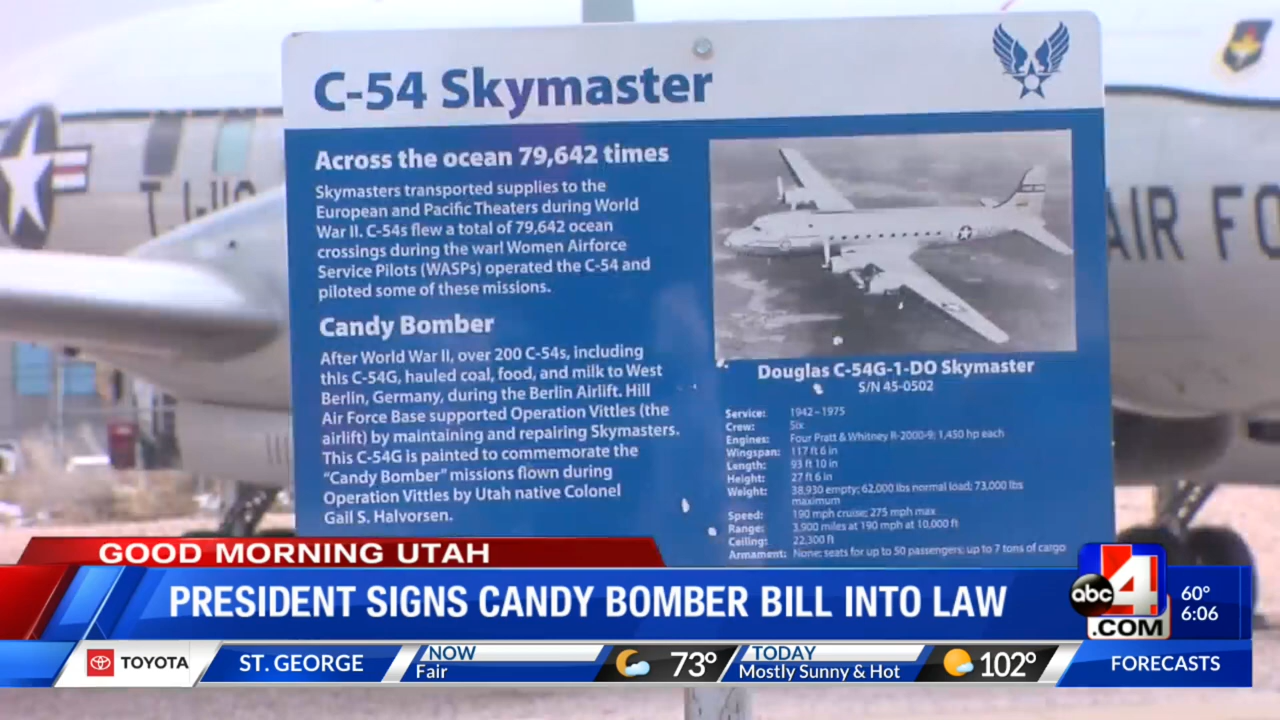 C-54 Skymaster
Across the ocean 79,642 times
Skymasters transported supplies to the
European and Pacific Theaters during World
War II. C-54s flew a total of 79,642 ocean
crossings during the war! Women Airforce
Service Pilots (WASPs) operated the C-54 and
piloted some of these missions.
Candy Bomber
After World War II, over 200 C-54s, including
this C-54G, hauled coal, food, and milk to West
Berlin, Germany, during the Berlin Airlift. Hill
Air Force Base supported Operation Vittles (the
airlift) by maintaining and repairing Skymasters.
This C-54G is painted to commemorate the
"Candy Bomber" missions flown during
Operation Vittles by Utah native Colonel
Gail S. Halvorsen.
Douglas C-54G-1-DO Skymaster
S/N 45-0502
Service: 1942–1975
Crew: Six
Engines: Four Pratt & Whitney R-2000-9; 1,450 hp each
Wingspan: 117 ft 6 in
Length: 93 ft 10 in
Height: 27 ft 6 in
Weight: 38,930 empty; 62,000 lbs normal load; 73,000 lbs
maximum
Speed: 190 mph cruise; 275 mph max
Range: 3,900 miles at 190 mph at 10,000 ft
Ceiling: 22,300 ft
Armament: None; seats for up to 50 passengers; up to 7 tons of cargo
AIR FO
GOOD MORNING UTAH
PRESIDENT SIGNS CANDY BOMBER BILL INTO LAW
abc 4
.COM
60°
6:06
TOYOTA
ST. GEORGE
NOW
Fair
73°
TODAY
Mostly Sunny & Hot
102°
FORECASTS